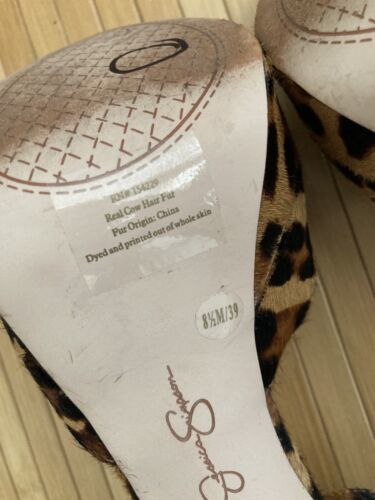 RN# 154229
Real Cow Hair Fur
Fur Origin: China
Dyed and printed out of whole skin
8½M/39
Jessica Simpson